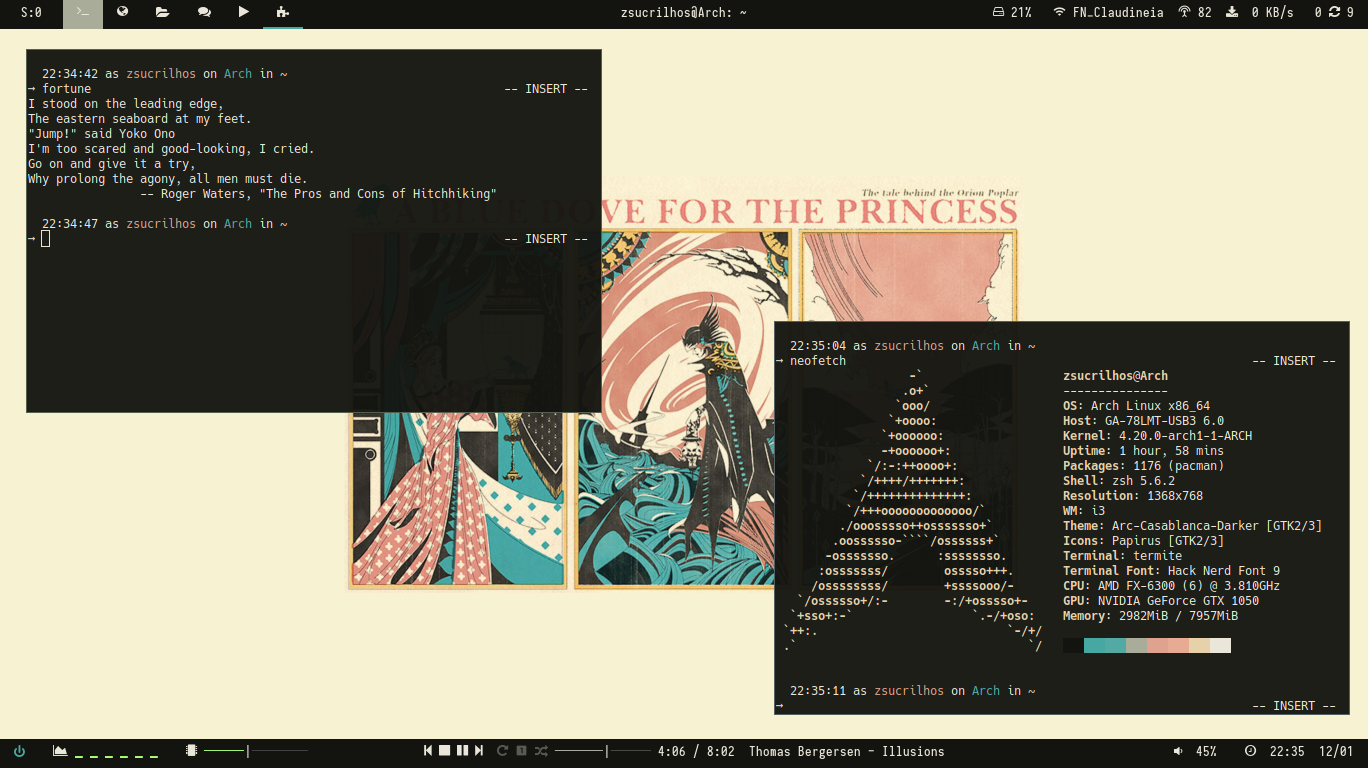 S:0 >_ zsucrilhos@Arch: ~ 21% FN_Claudineia 82 0 KB/s 0 9
22:34:42 as zsucrilhos on Arch in ~
→ fortune -- INSERT --
I stood on the leading edge,
The eastern seaboard at my feet.
"Jump!" said Yoko Ono
I'm too scared and good-looking, I cried.
Go on and give it a try,
Why prolong the agony, all men must die.
-- Roger Waters, "The Pros and Cons of Hitchhiking"
22:34:47 as zsucrilhos on Arch in ~
→ -- INSERT --
The tale behind the Orion Poplar
A BLUE DOVE FOR THE PRINCESS
22:35:04 as zsucrilhos on Arch in ~
→ neofetch -- INSERT --
zsucrilhos@Arch
---------------
OS: Arch Linux x86_64
Host: GA-78LMT-USB3 6.0
Kernel: 4.20.0-arch1-1-ARCH
Uptime: 1 hour, 58 mins
Packages: 1176 (pacman)
Shell: zsh 5.6.2
Resolution: 1368x768
WM: i3
Theme: Arc-Casablanca-Darker [GTK2/3]
Icons: Papirus [GTK2/3]
Terminal: termite
Terminal Font: Hack Nerd Font 9
CPU: AMD FX-6300 (6) @ 3.810GHz
GPU: NVIDIA GeForce GTX 1050
Memory: 2982MiB / 7957MiB
22:35:11 as zsucrilhos on Arch in ~
→ -- INSERT --
1 4:06 / 8:02 Thomas Bergersen - Illusions 45% 22:35 12/01